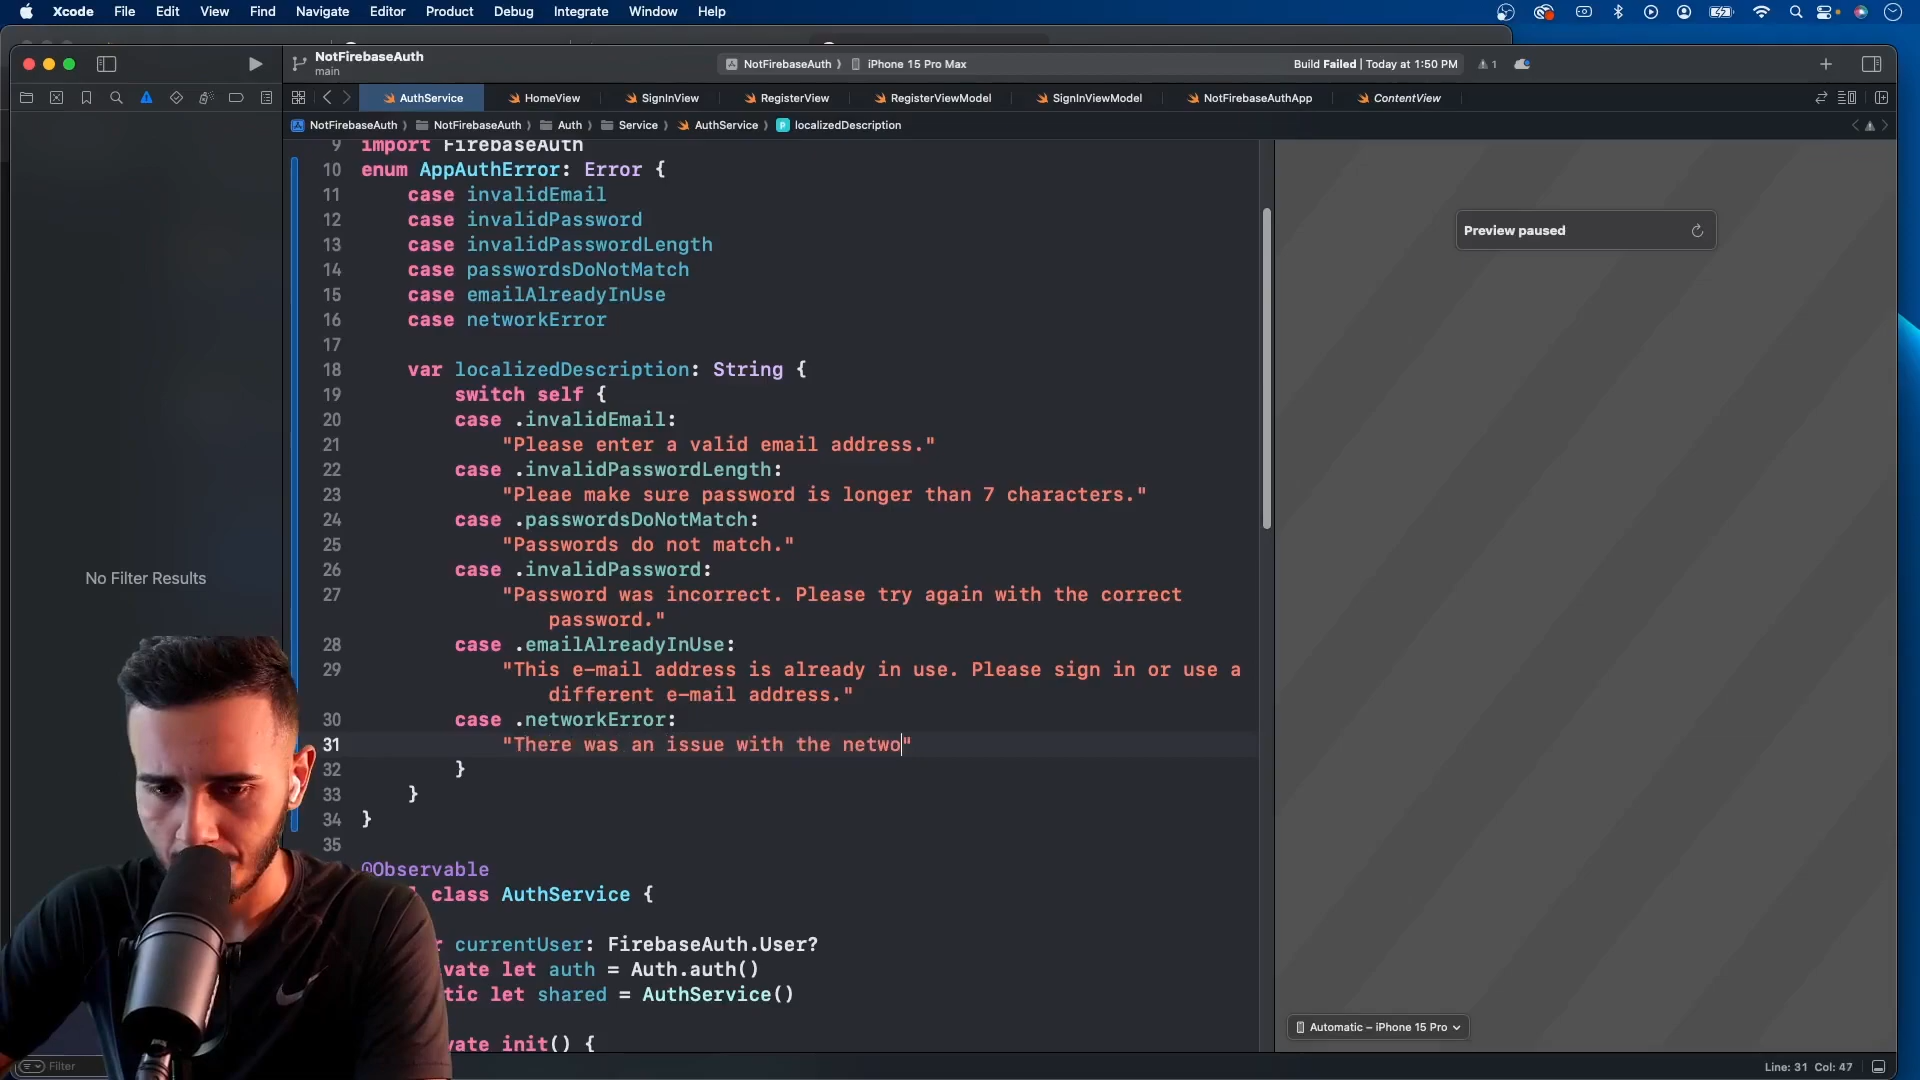 Xcode File Edit View Find Navigate Editor Product Debug Integrate Window Help
NotFirebaseAuth
main
NotFirebaseAuth 〉 iPhone 15 Pro Max
Build Failed | Today at 1:50 PM
1
AuthService HomeView SignInView RegisterView RegisterViewModel SignInViewModel NotFirebaseAuthApp ContentView
NotFirebaseAuth 〉 NotFirebaseAuth 〉 Auth 〉 Service 〉 AuthService 〉 localizedDescription
9 import FirebaseAuth
10 enum AppAuthError: Error {
11 case invalidEmail
12 case invalidPassword
13 case invalidPasswordLength
14 case passwordsDoNotMatch
15 case emailAlreadyInUse
16 case networkError
17
18 var localizedDescription: String {
19 switch self {
20 case .invalidEmail:
21 "Please enter a valid email address."
22 case .invalidPasswordLength:
23 "Pleae make sure password is longer than 7 characters."
24 case .passwordsDoNotMatch:
25 "Passwords do not match."
26 case .invalidPassword:
27 "Password was incorrect. Please try again with the correct
password."
28 case .emailAlreadyInUse:
29 "This e-mail address is already in use. Please sign in or use a
different e-mail address."
30 case .networkError:
31 "There was an issue with the netwo"
32 }
33 }
34 }
35
@Observable
class AuthService {
currentUser: FirebaseAuth.User?
vate let auth = Auth.auth()
tic let shared = AuthService()
vate init() {
No Filter Results
Filter
Preview paused
Automatic – iPhone 15 Pro
Line: 31 Col: 47